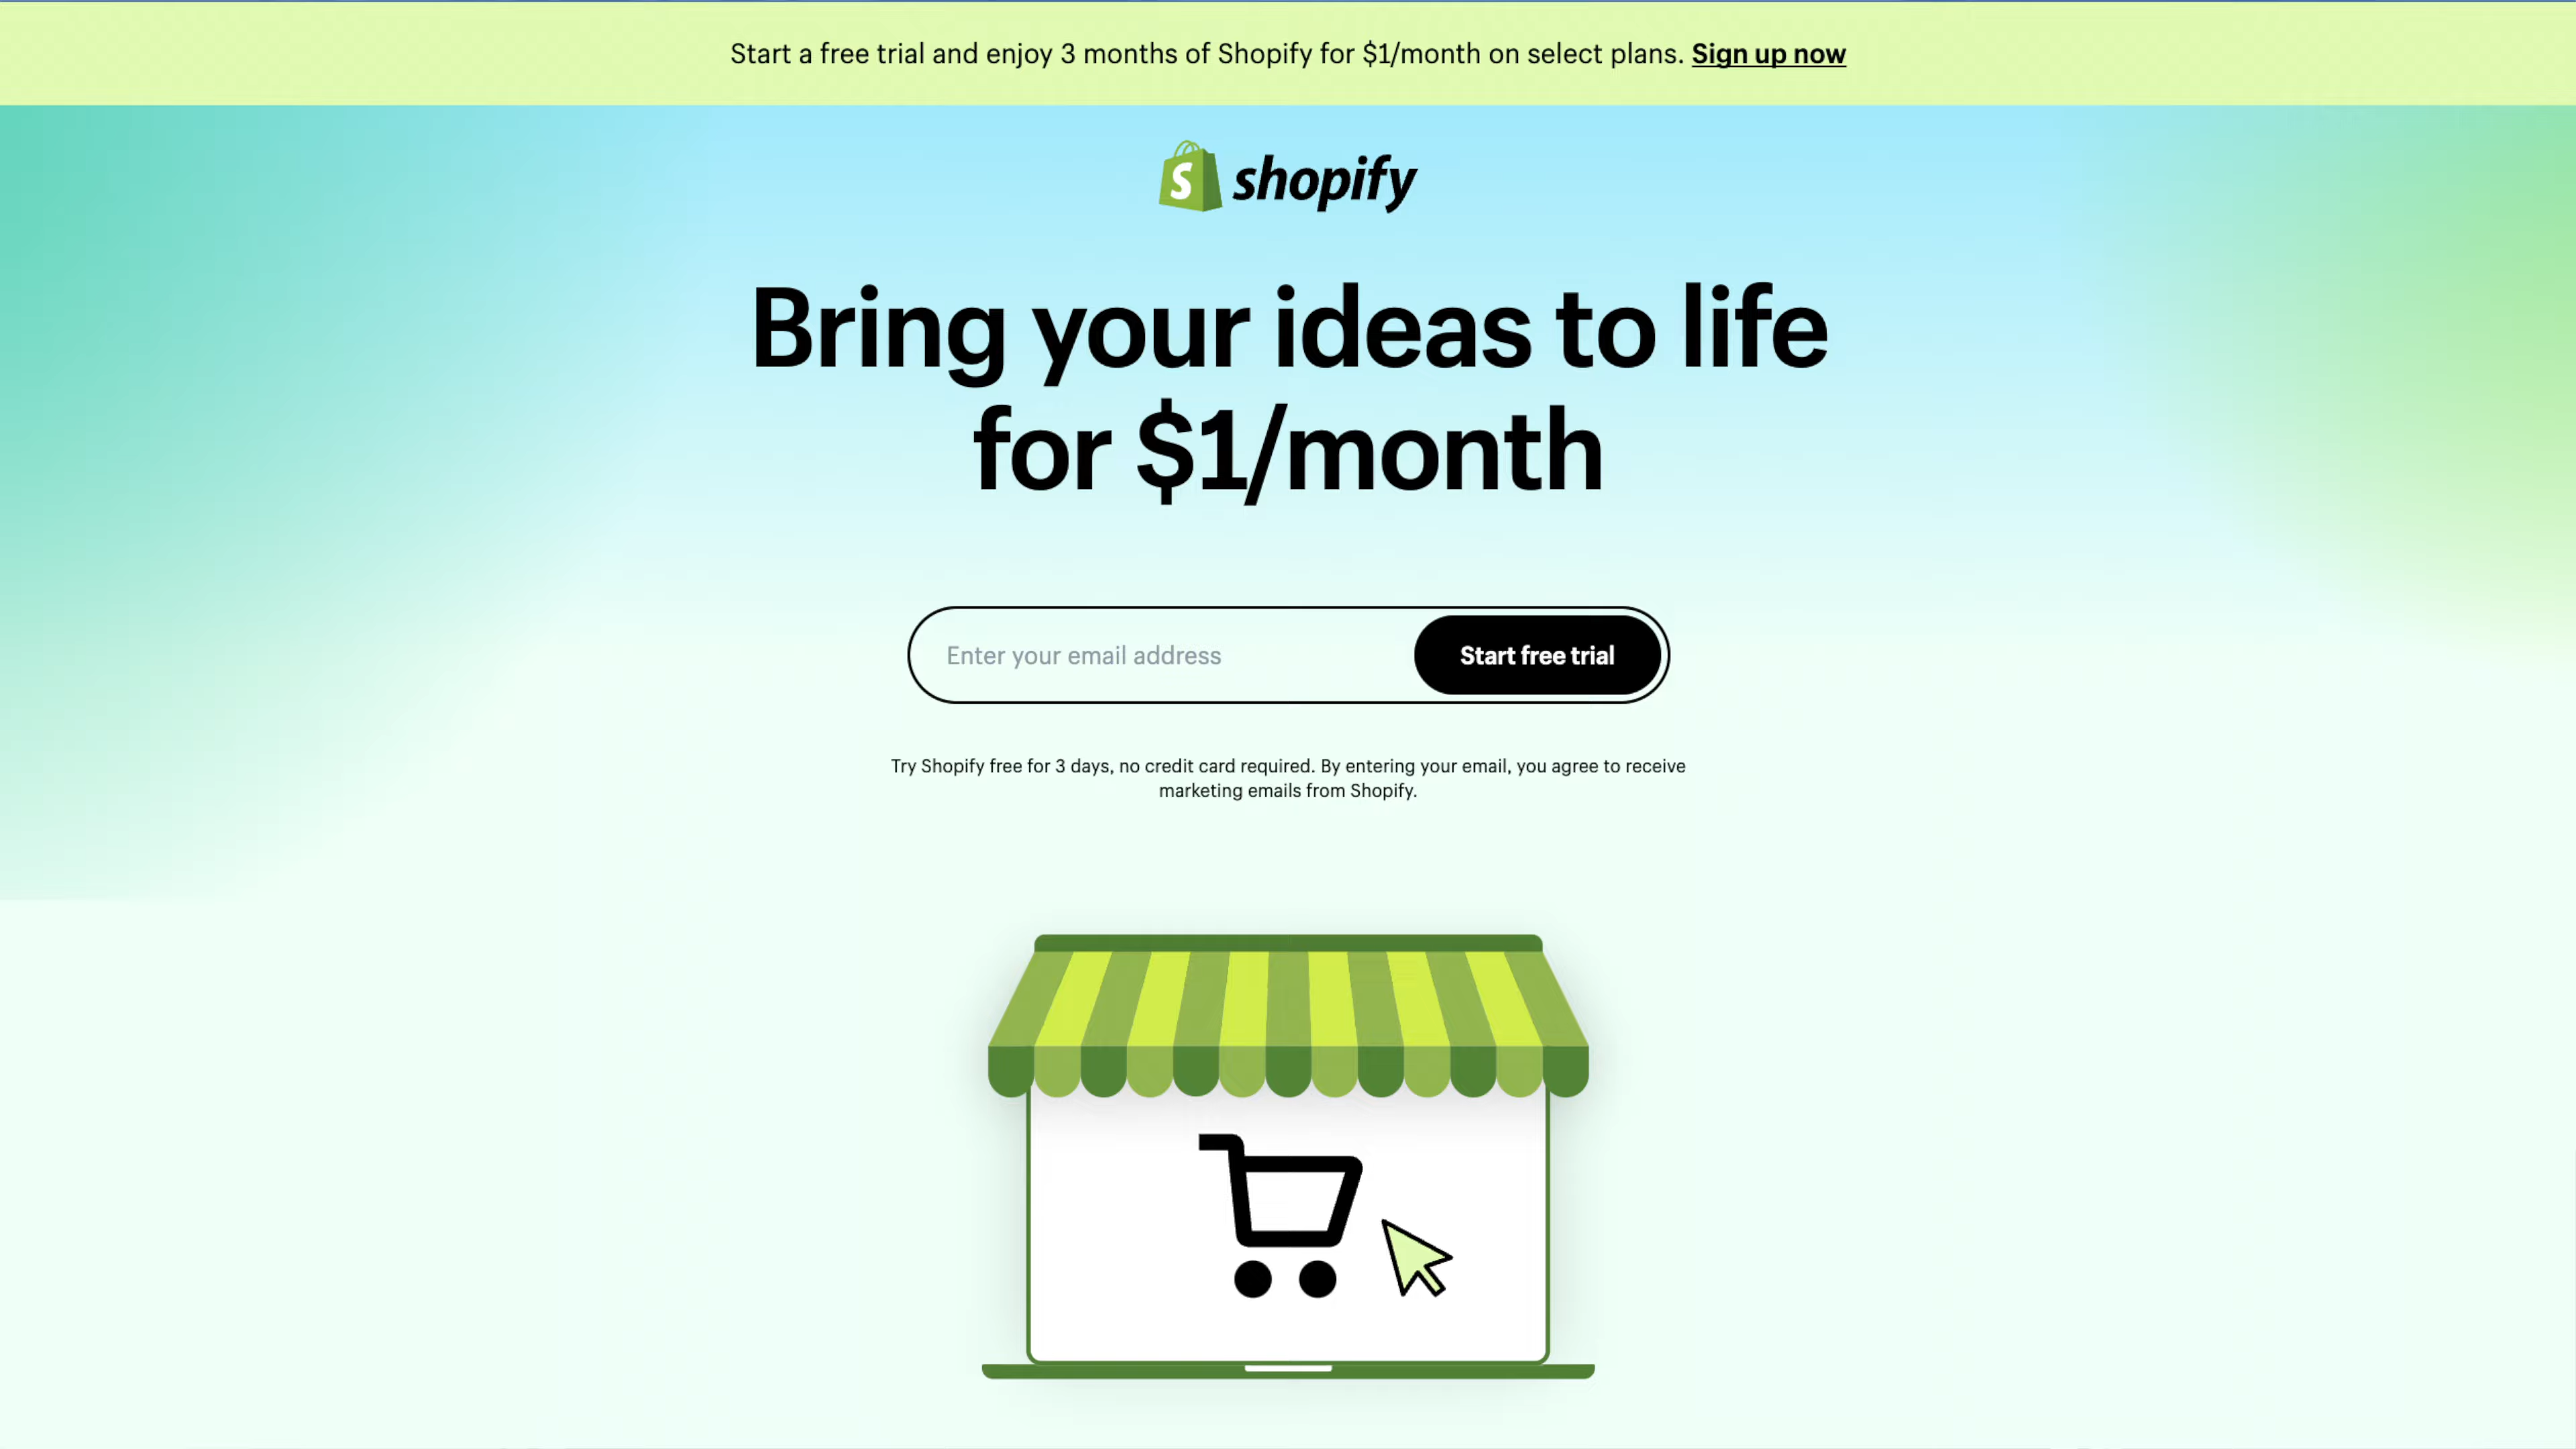 Start a free trial and enjoy 3 months of Shopify for $1/month on select plans. Sign up now
shopify
Bring your ideas to life
for $1/month
Enter your email address
Start free trial
Try Shopify free for 3 days, no credit card required. By entering your email, you agree to receive
marketing emails from Shopify.